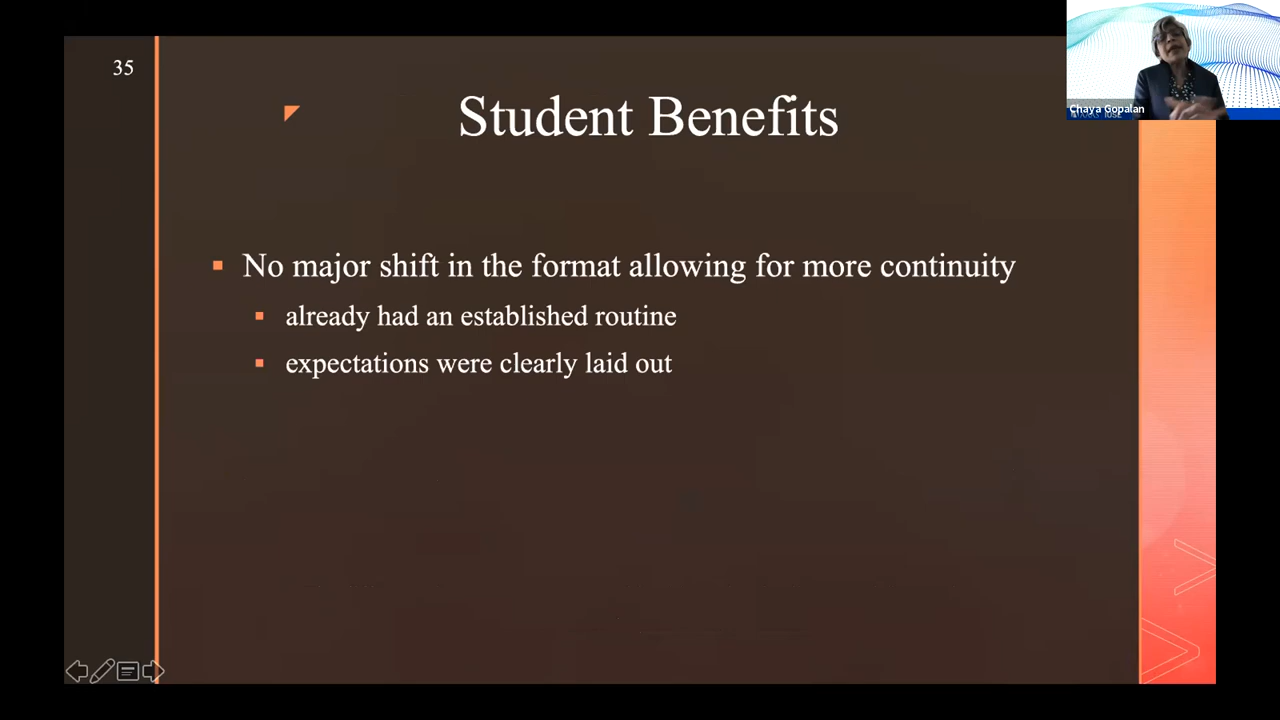 35
Student Benefits
No major shift in the format allowing for more continuity
already had an established routine
expectations were clearly laid out
Chaya Gopalan
IUSE